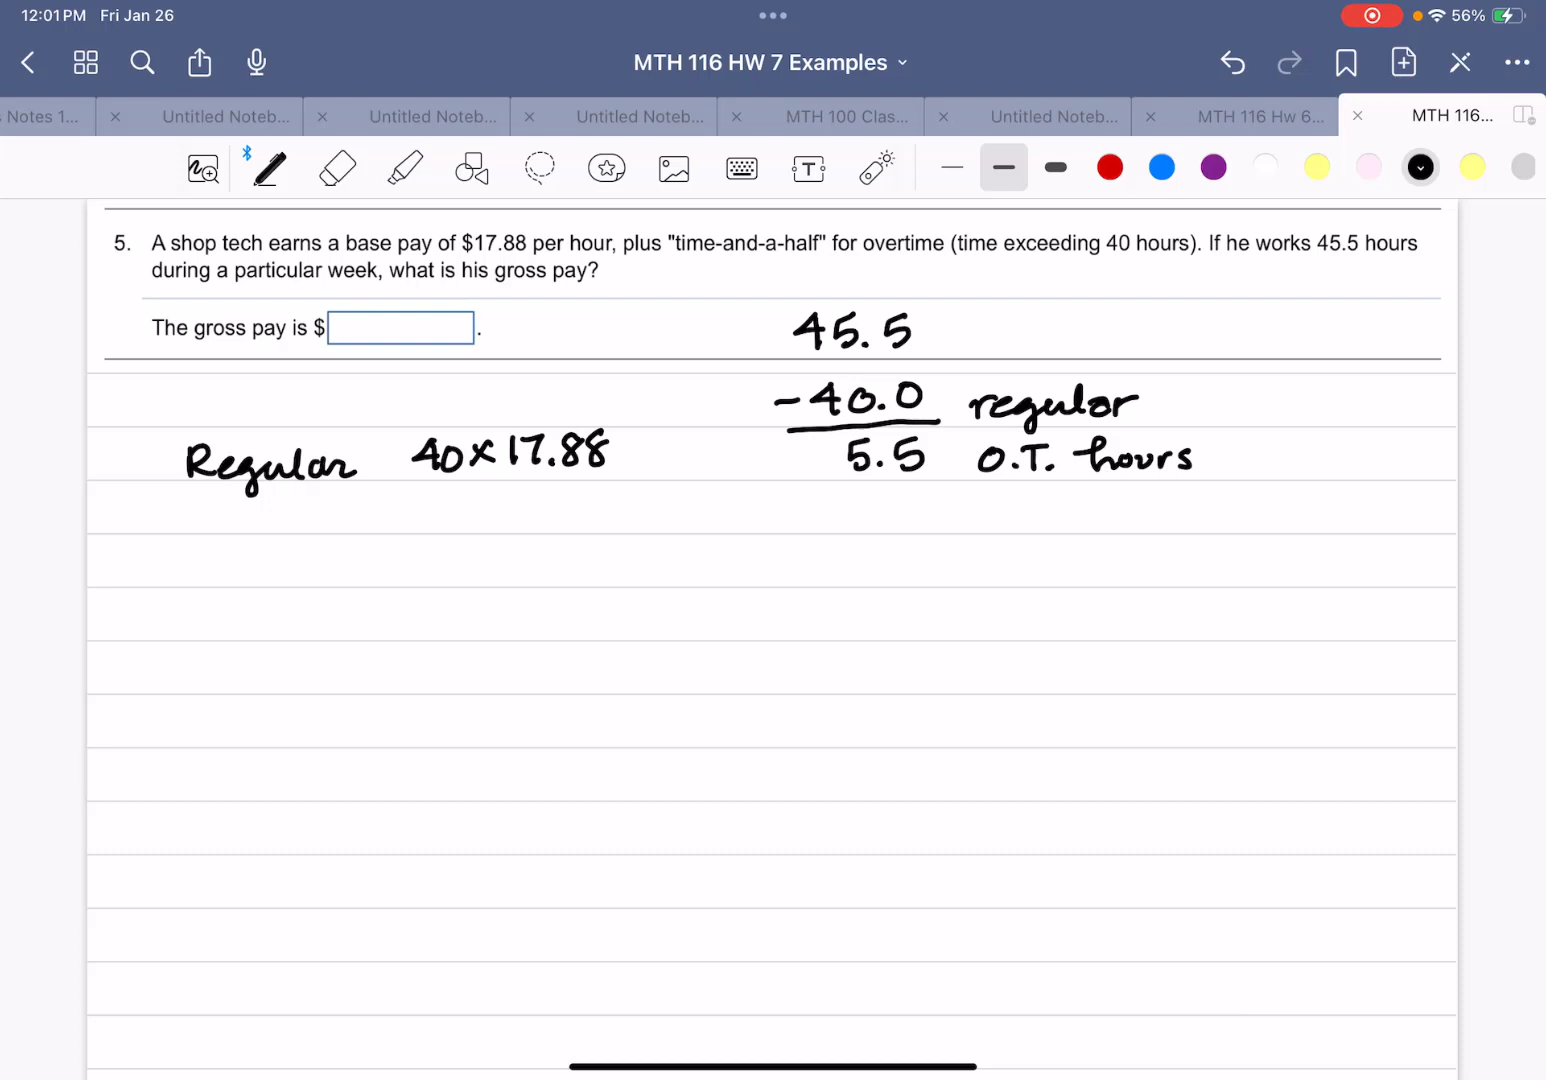 12:01 PM Fri Jan 26
56%
MTH 116 HW 7 Examples
s Notes 1...
Untitled Noteb...
Untitled Noteb...
Untitled Noteb...
MTH 100 Clas...
Untitled Noteb...
MTH 116 Hw 6...
MTH 116...
5. A shop tech earns a base pay of $17.88 per hour, plus "time-and-a-half" for overtime (time exceeding 40 hours). If he works 45.5 hours
during a particular week, what is his gross pay?
The gross pay is $ .
45.5
-40.0 regular
5.5 O.T. hours
Regular 40×17.88